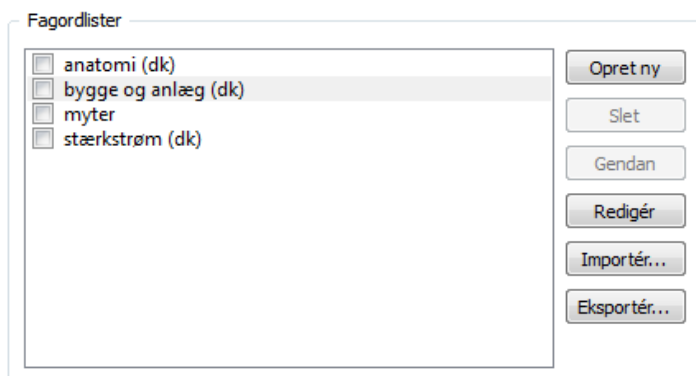 Fagordlister
anatomi (dk)
bygge og anlæg (dk)
myter
stærkstrøm (dk)
Opret ny
Slet
Gendan
Redigér
Importér...
Eksportér...